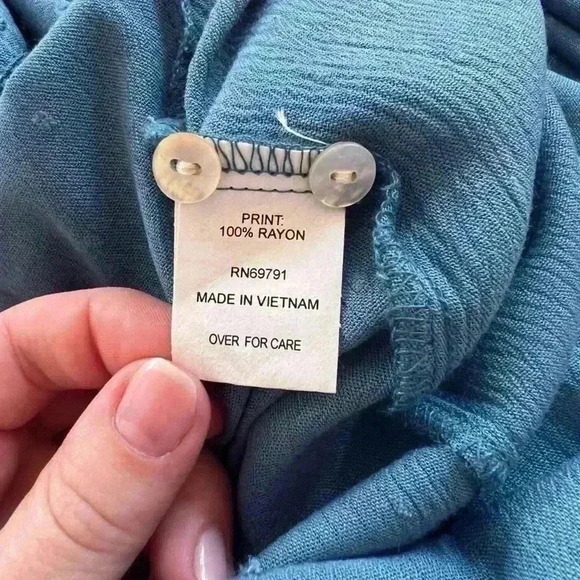 PRINT:
100% RAYON
RN69791
MADE IN VIETNAM
OVER FOR CARE